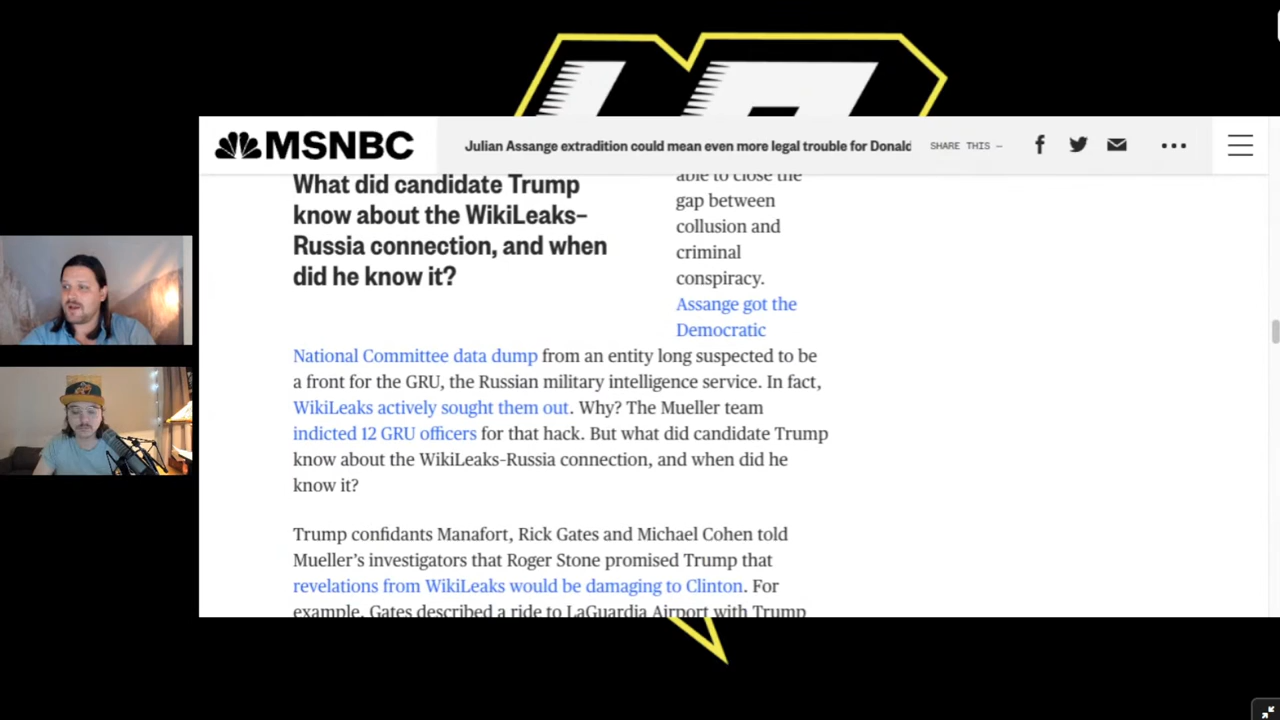 MSNBC
Julian Assange extradition could mean even more legal trouble for Donald
SHARE THIS –
What did candidate Trump
know about the WikiLeaks–
Russia connection, and when
did he know it?
able to close the
gap between
collusion and
criminal
conspiracy.
Assange got the
Democratic
National Committee data dump from an entity long suspected to be
a front for the GRU, the Russian military intelligence service. In fact,
WikiLeaks actively sought them out. Why? The Mueller team
indicted 12 GRU officers for that hack. But what did candidate Trump
know about the WikiLeaks-Russia connection, and when did he
know it?
Trump confidants Manafort, Rick Gates and Michael Cohen told
Mueller’s investigators that Roger Stone promised Trump that
revelations from WikiLeaks would be damaging to Clinton. For
example, Gates described a ride to LaGuardia Airport with Trump